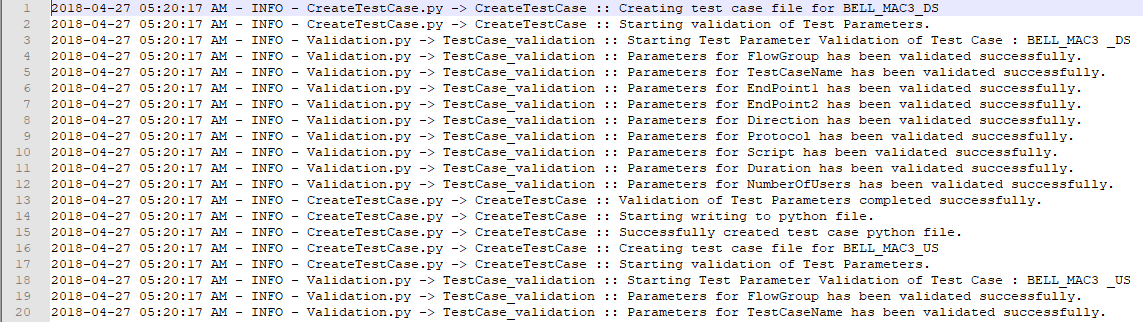 1 2018-04-27 05:20:17 AM - INFO - CreateTestCase.py -> CreateTestCase :: Creating test case file for BELL_MAC3_DS
2 2018-04-27 05:20:17 AM - INFO - CreateTestCase.py -> CreateTestCase :: Starting validation of Test Parameters.
3 2018-04-27 05:20:17 AM - INFO - Validation.py -> TestCase_validation :: Starting Test Parameter Validation of Test Case : BELL_MAC3 _DS
4 2018-04-27 05:20:17 AM - INFO - Validation.py -> TestCase_validation :: Parameters for FlowGroup has been validated successfully.
5 2018-04-27 05:20:17 AM - INFO - Validation.py -> TestCase_validation :: Parameters for TestCaseName has been validated successfully.
6 2018-04-27 05:20:17 AM - INFO - Validation.py -> TestCase_validation :: Parameters for EndPoint1 has been validated successfully.
7 2018-04-27 05:20:17 AM - INFO - Validation.py -> TestCase_validation :: Parameters for EndPoint2 has been validated successfully.
8 2018-04-27 05:20:17 AM - INFO - Validation.py -> TestCase_validation :: Parameters for Direction has been validated successfully.
9 2018-04-27 05:20:17 AM - INFO - Validation.py -> TestCase_validation :: Parameters for Protocol has been validated successfully.
10 2018-04-27 05:20:17 AM - INFO - Validation.py -> TestCase_validation :: Parameters for Script has been validated successfully.
11 2018-04-27 05:20:17 AM - INFO - Validation.py -> TestCase_validation :: Parameters for Duration has been validated successfully.
12 2018-04-27 05:20:17 AM - INFO - Validation.py -> TestCase_validation :: Parameters for NumberOfUsers has been validated successfully.
13 2018-04-27 05:20:17 AM - INFO - CreateTestCase.py -> CreateTestCase :: Validation of Test Parameters completed successfully.
14 2018-04-27 05:20:17 AM - INFO - CreateTestCase.py -> CreateTestCase :: Starting writing to python file.
15 2018-04-27 05:20:17 AM - INFO - CreateTestCase.py -> CreateTestCase :: Successfully created test case python file.
16 2018-04-27 05:20:17 AM - INFO - CreateTestCase.py -> CreateTestCase :: Creating test case file for BELL_MAC3_US
17 2018-04-27 05:20:17 AM - INFO - CreateTestCase.py -> CreateTestCase :: Starting validation of Test Parameters.
18 2018-04-27 05:20:17 AM - INFO - Validation.py -> TestCase_validation :: Starting Test Parameter Validation of Test Case : BELL_MAC3 _US
19 2018-04-27 05:20:17 AM - INFO - Validation.py -> TestCase_validation :: Parameters for FlowGroup has been validated successfully.
20 2018-04-27 05:20:17 AM - INFO - Validation.py -> TestCase_validation :: Parameters for TestCaseName has been validated successfully.